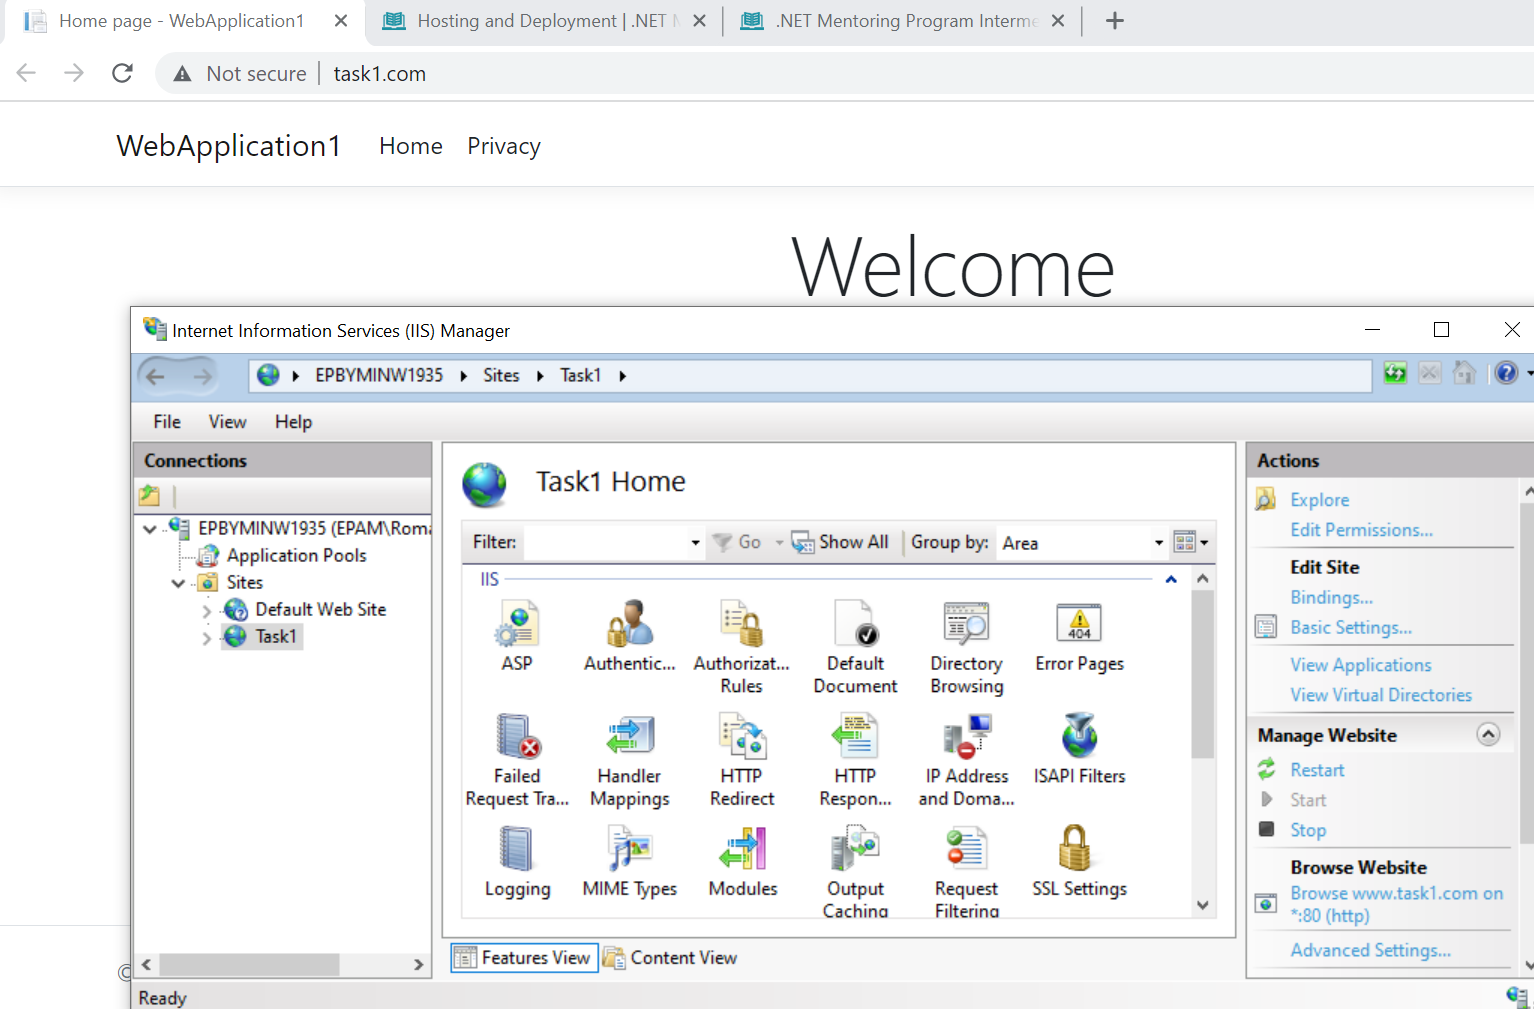 Home page - WebApplication1
Hosting and Deployment | .NET
.NET Mentoring Program
Not secure
task1.com
WebApplication1
Home
Privacy
Welcome
Internet Information Services (IIS) Manager
EPBYMINW1935
Sites
Task1
File
View
Help
Connections
EPBYMINW1935 (EPAM\Roma
Application Pools
Sites
Default Web Site
Task1
Task1 Home
Filter:
Go
Show All
Group by:
Area
IIS
ASP
Authentic...
Authorizat...
Rules
Default
Document
Directory
Browsing
Error Pages
404
Failed
Request Tra...
Handler
Mappings
HTTP
Redirect
HTTP
Respon...
IP Address
and Doma...
ISAPI Filters
Logging
MIME Types
Modules
Output
Caching
Request
Filtering
SSL Settings
Features View
Content View
Actions
Explore
Edit Permissions...
Edit Site
Bindings...
Basic Settings...
View Applications
View Virtual Directories
Manage Website
Restart
Start
Stop
Browse Website
Browse www.task1.com on
*:80 (http)
Advanced Settings...
©
Ready